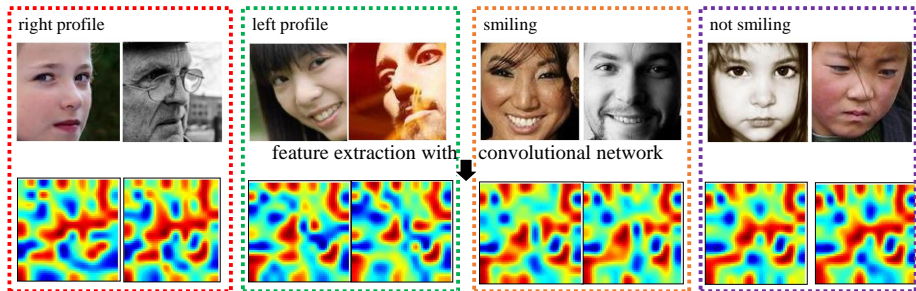 right profile
left profile
smiling
not smiling
feature extraction with convolutional network